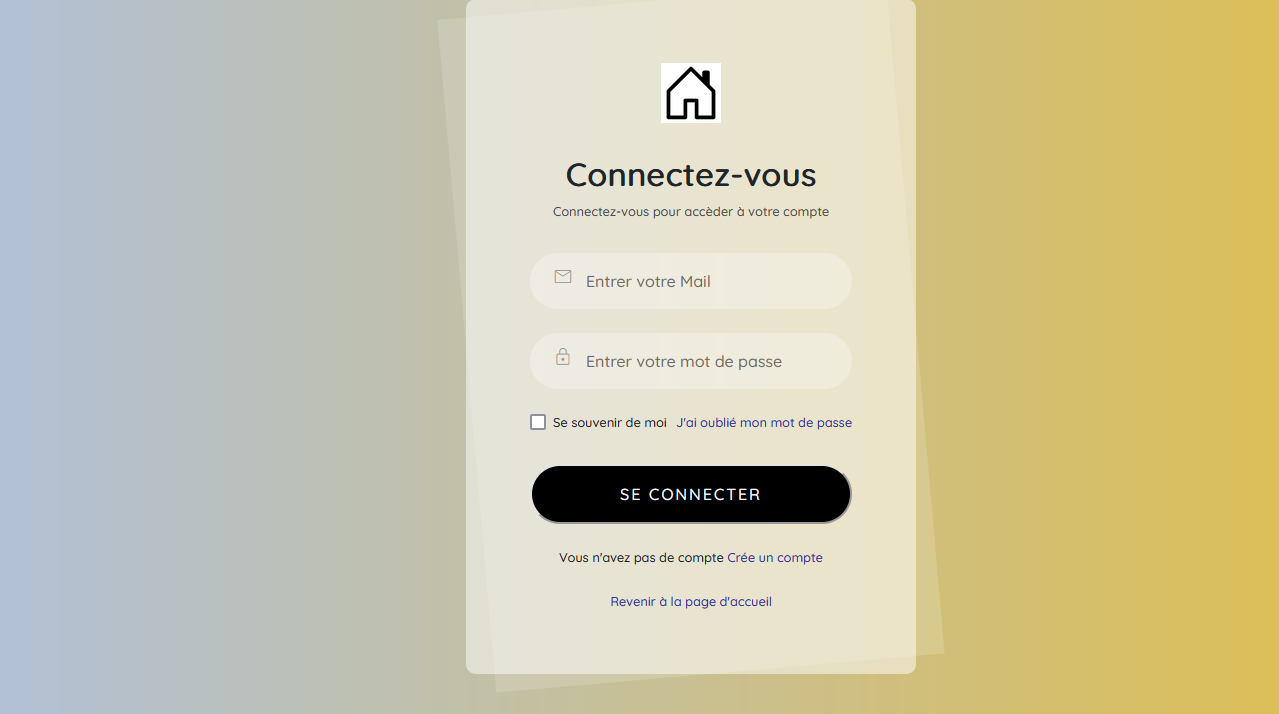 Connectez-vous
Connectez-vous pour accèder à votre compte
Entrer votre Mail
Entrer votre mot de passe
Se souvenir de moi J'ai oublié mon mot de passe
SE CONNECTER
Vous n'avez pas de compte Crée un compte
Revenir à la page d'accueil